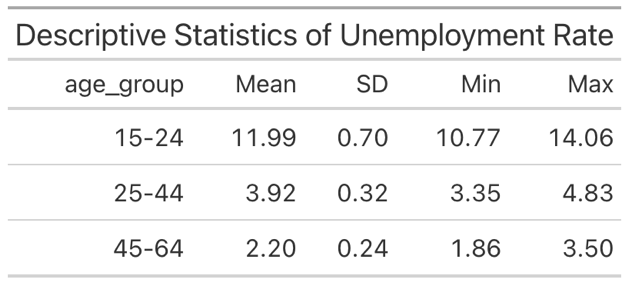 Descriptive Statistics of Unemployment Rate
age_group Mean SD Min Max
15-24 11.99 0.70 10.77 14.06
25-44 3.92 0.32 3.35 4.83
45-64 2.20 0.24 1.86 3.50